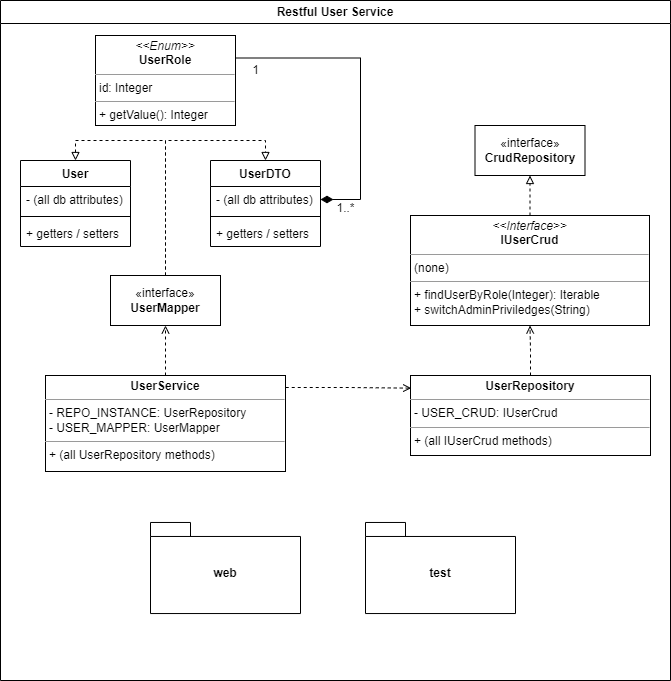 Restful User Service
<<Enum>>
UserRole
id: Integer
+ getValue(): Integer
1
User
- (all db attributes)
+ getters / setters
UserDTO
- (all db attributes)
+ getters / setters
1..*
«interface»
CrudRepository
<<Interface>>
IUserCrud
(none)
+ findUserByRole(Integer): Iterable
+ switchAdminPriviledges(String)
«interface»
UserMapper
UserService
- REPO_INSTANCE: UserRepository
- USER_MAPPER: UserMapper
+ (all UserRepository methods)
UserRepository
- USER_CRUD: IUserCrud
+ (all IUserCrud methods)
web
test